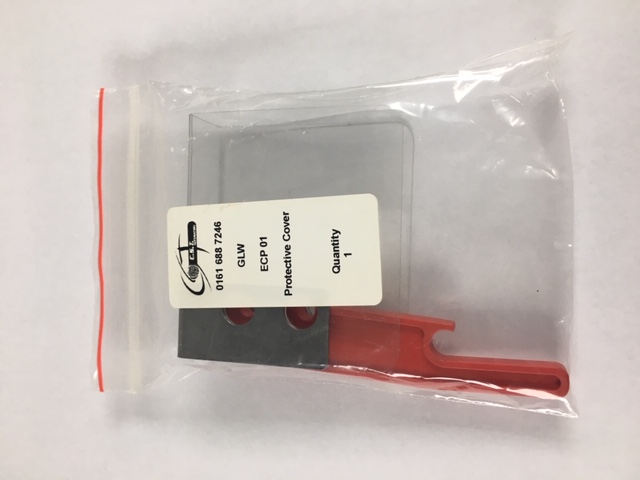 0161 688 7246
GLW
ECP 01
Protective Cover
Quantity
1